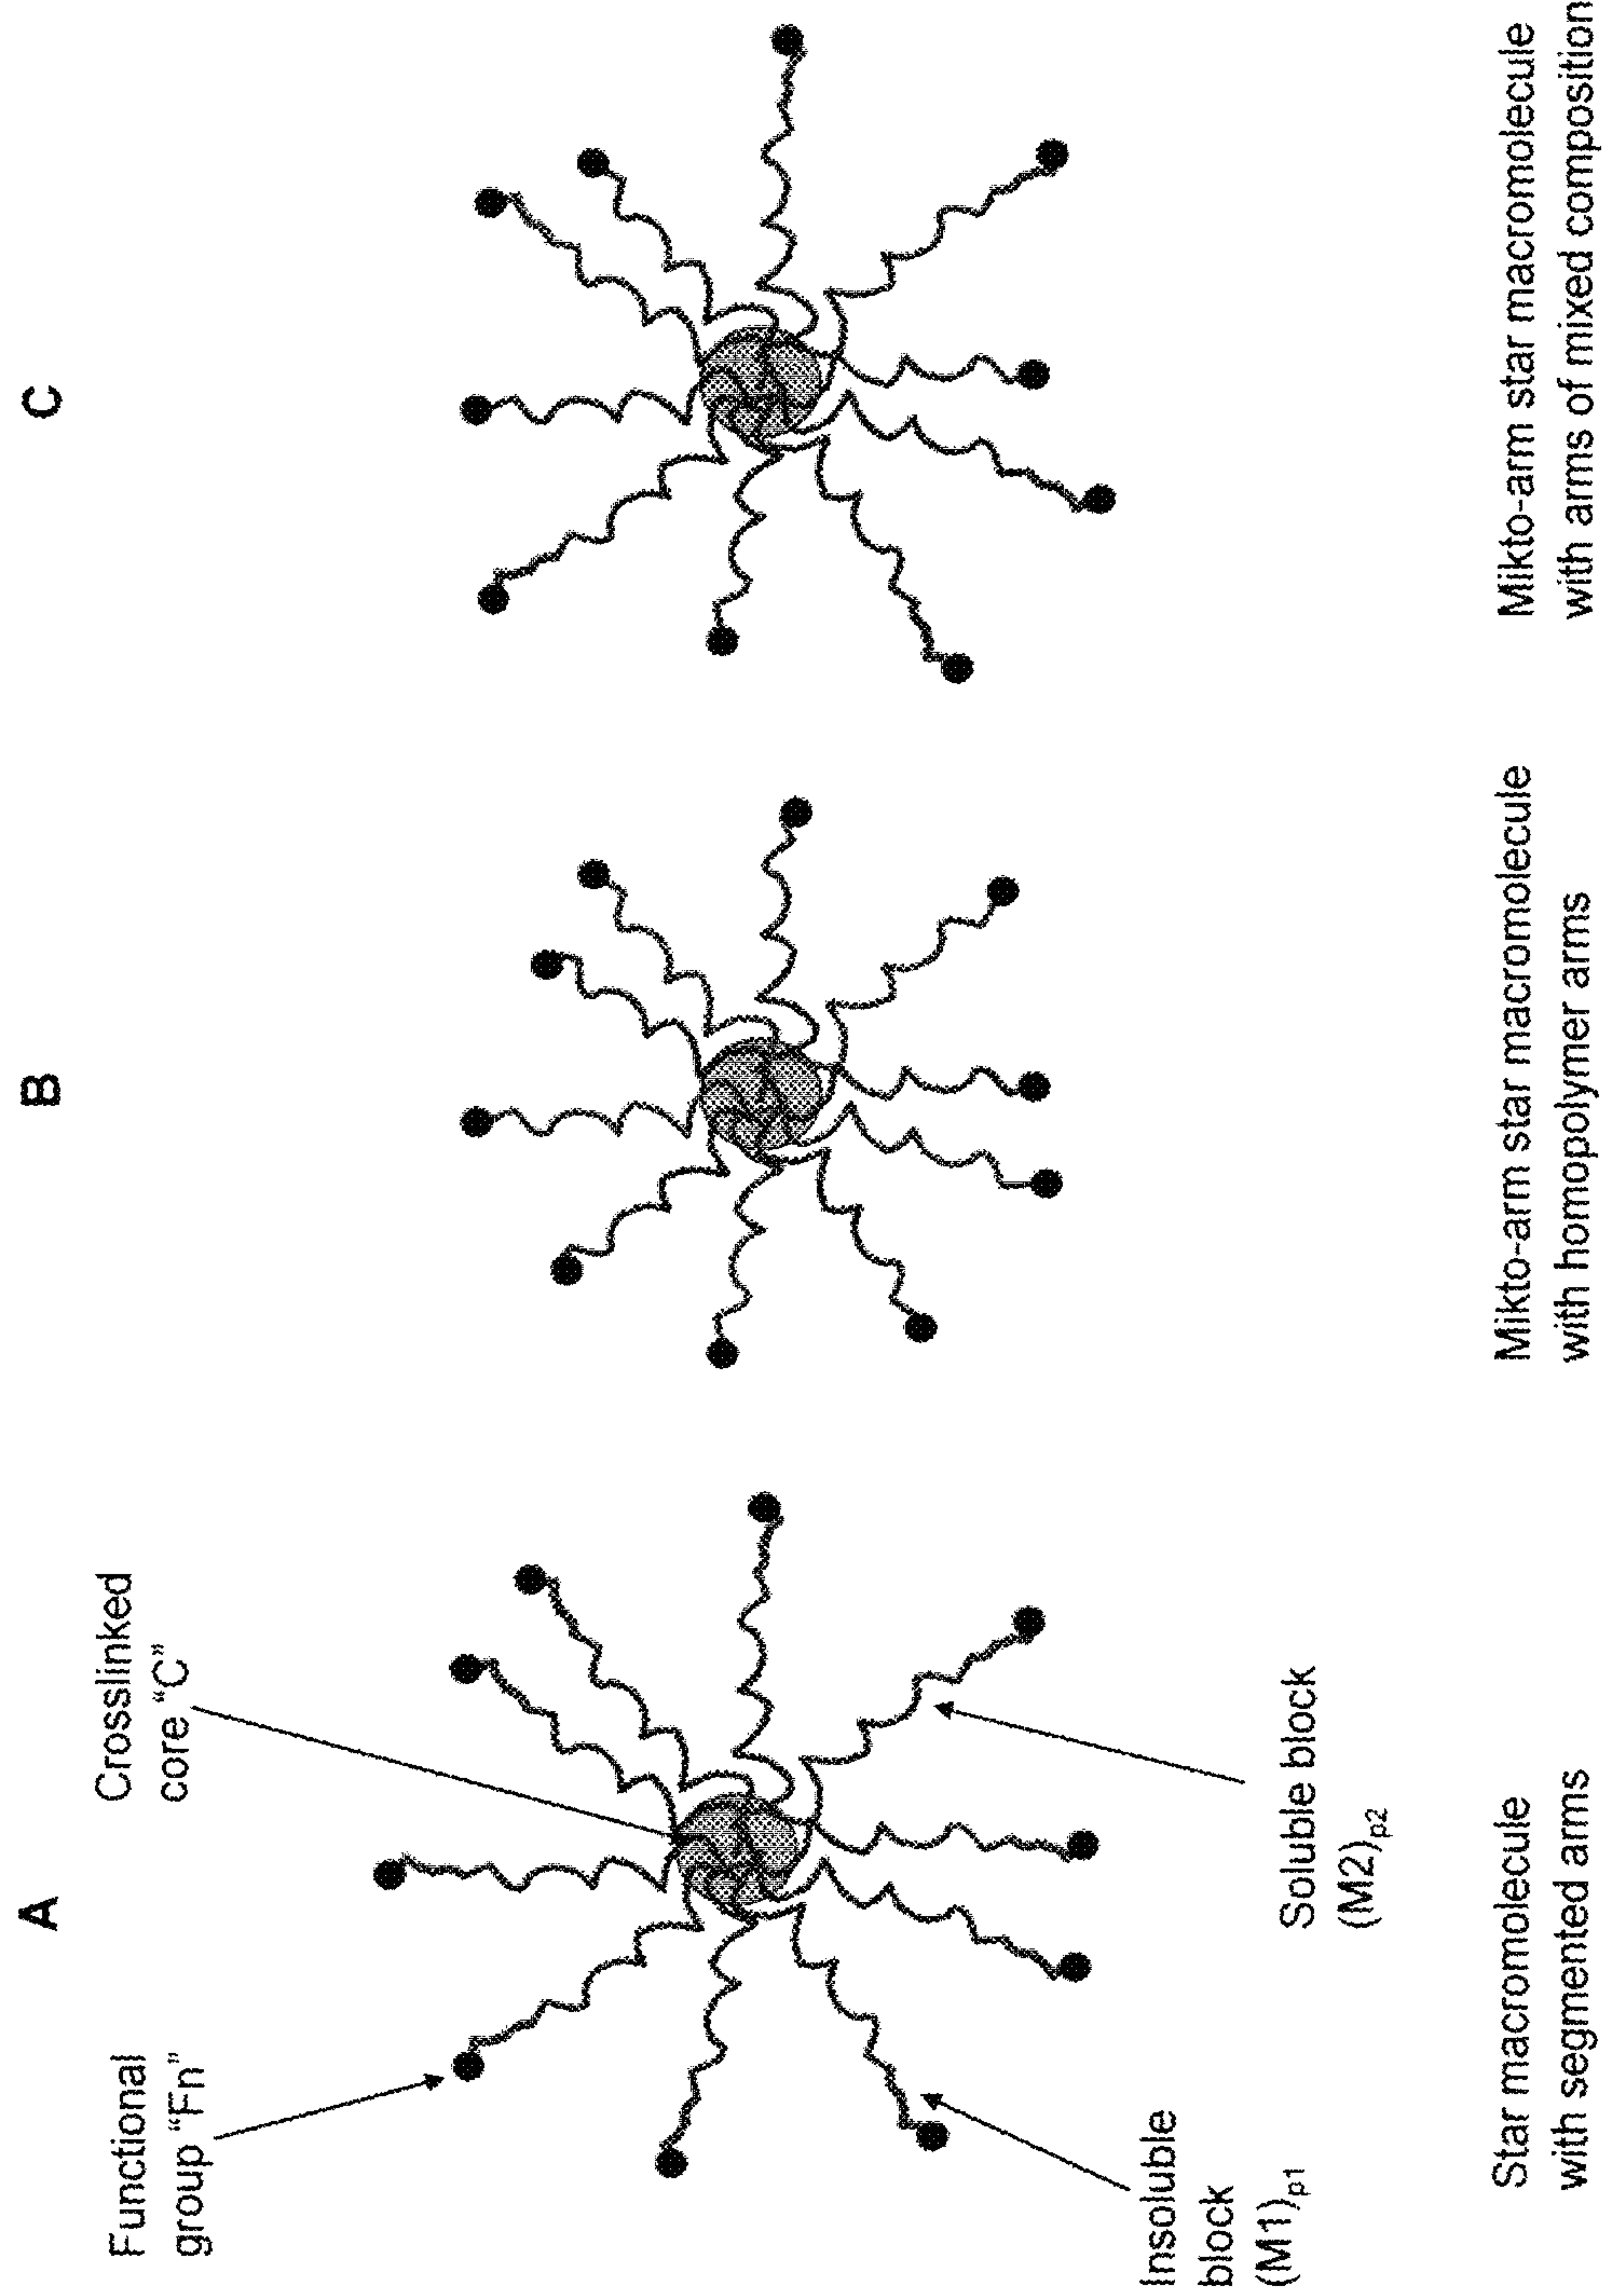 A
Functional
group “Fn”
Crosslinked
core “C”
Insoluble
block
(M1)p1
Soluble block
(M2)p2
Star macromolecule
with segmented arms
B
Mikto-arm star macromolecule
with homopolymer arms
C
Mikto-arm star macromolecule
with arms of mixed composition